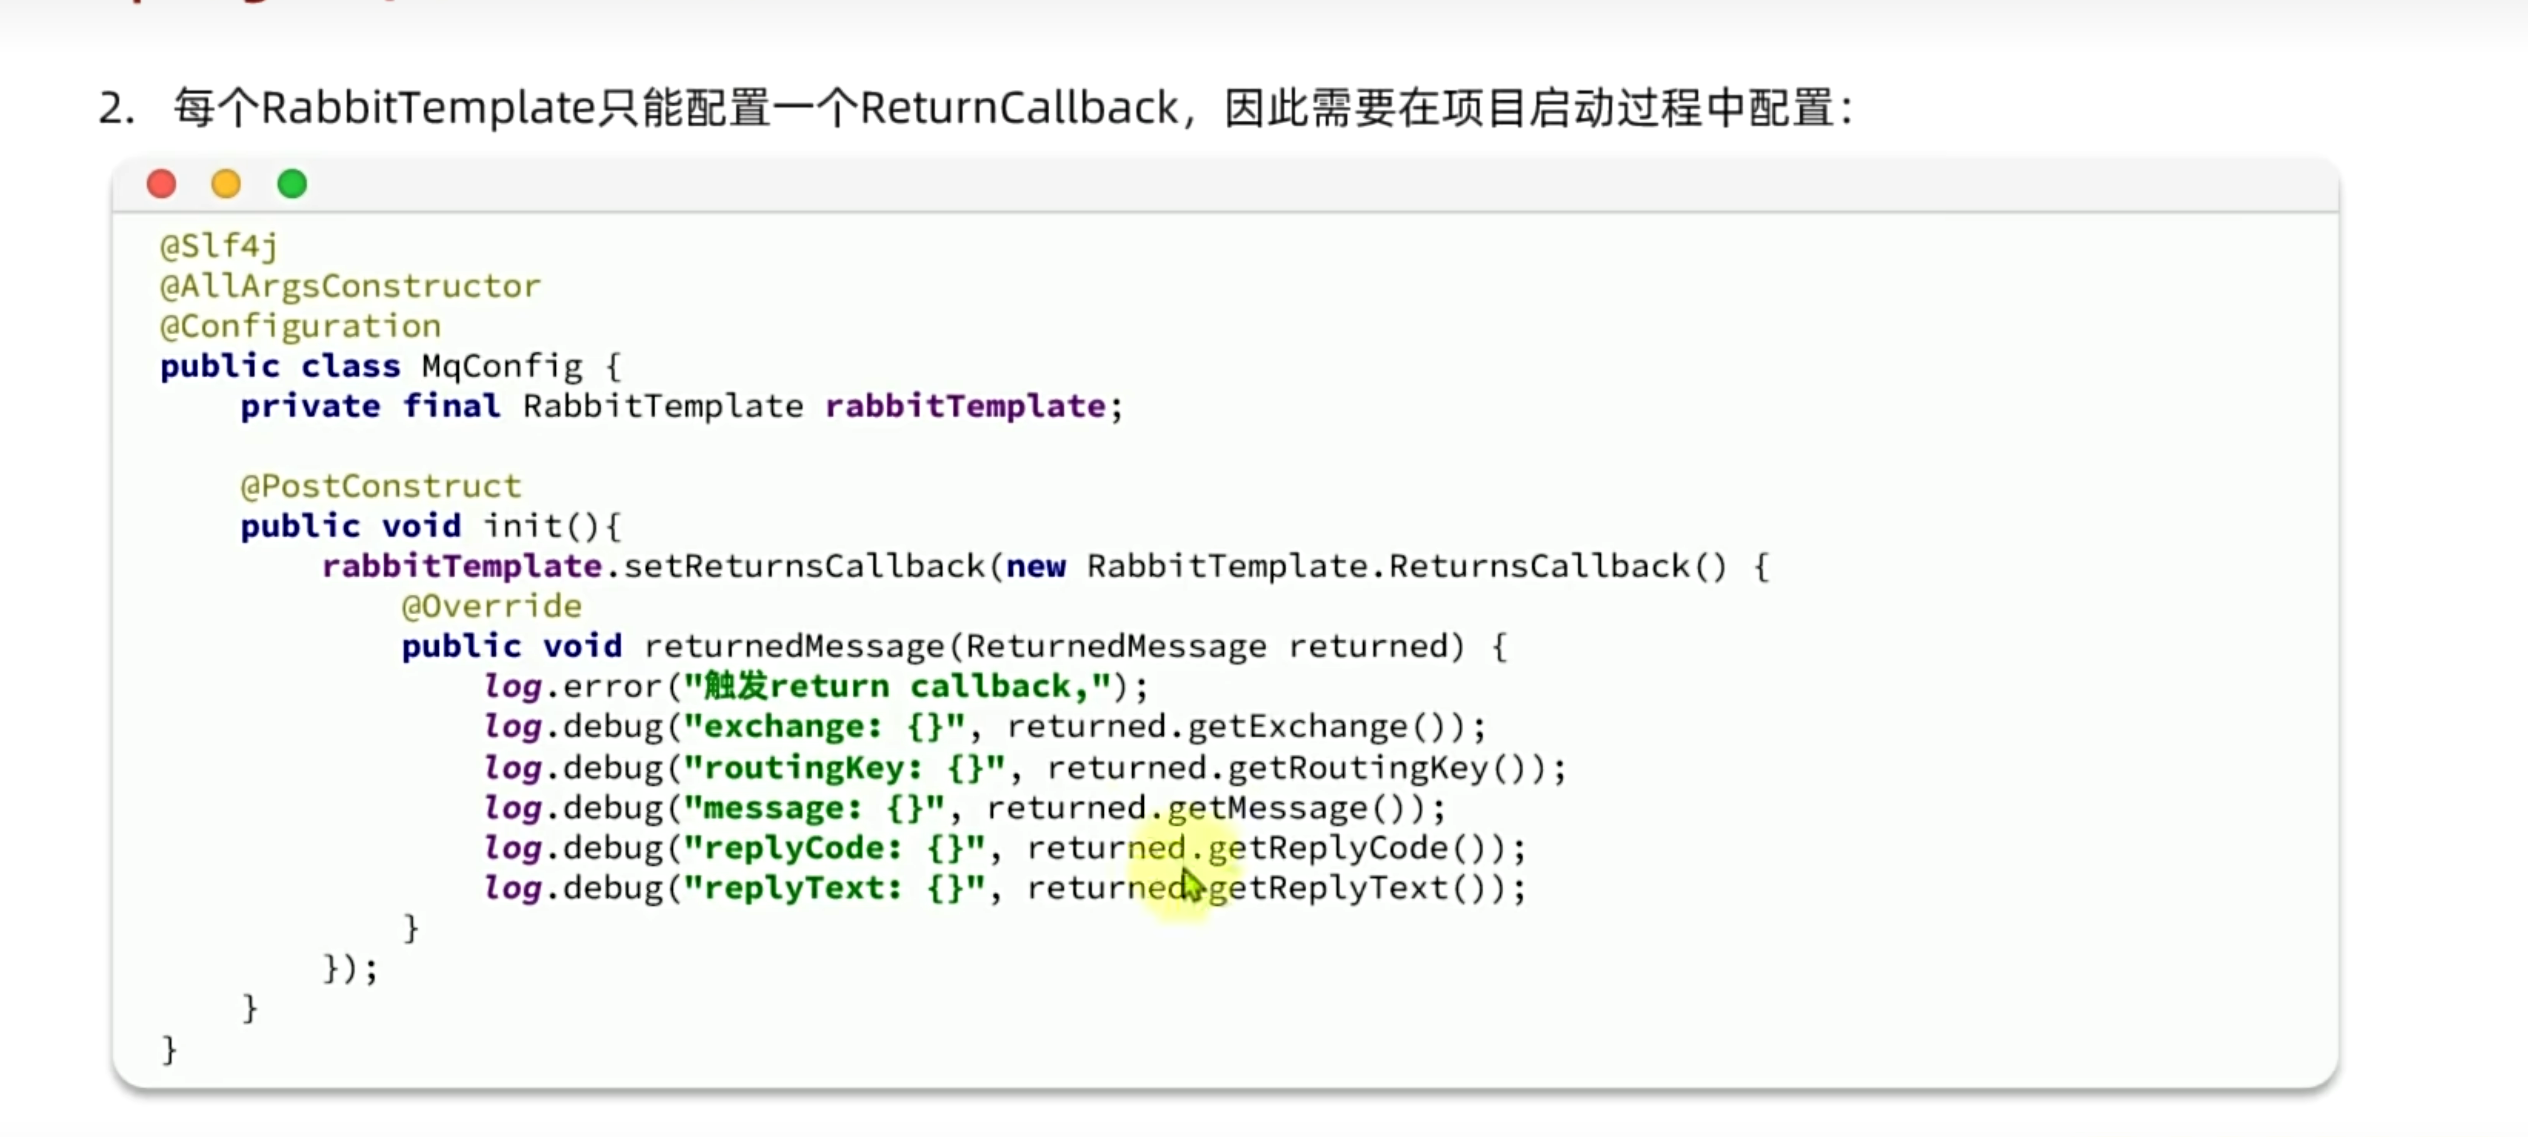 2. 每个RabbitTemplate只能配置一个ReturnCallback，因此需要在项目启动过程中配置：
@Slf4j
@AllArgsConstructor
@Configuration
public class MqConfig {
    private final RabbitTemplate rabbitTemplate;

    @PostConstruct
    public void init(){
        rabbitTemplate.setReturnsCallback(new RabbitTemplate.ReturnsCallback() {
            @Override
            public void returnedMessage(ReturnedMessage returned) {
                log.error("触发return callback,");
                log.debug("exchange: {}", returned.getExchange());
                log.debug("routingKey: {}", returned.getRoutingKey());
                log.debug("message: {}", returned.getMessage());
                log.debug("replyCode: {}", returned.getReplyCode());
                log.debug("replyText: {}", returned.getReplyText());
            }
        });
    }
}